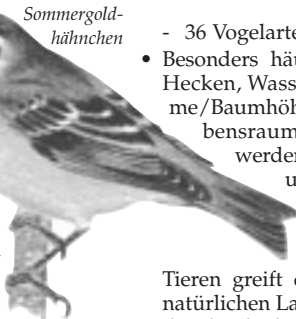 Sommergold-
hähnchen
- 36 Vogelarte
• Besonders häu
Hecken, Wass
me/Baumhöh
bensraum
werden
u
Tieren greift
natürlichen La